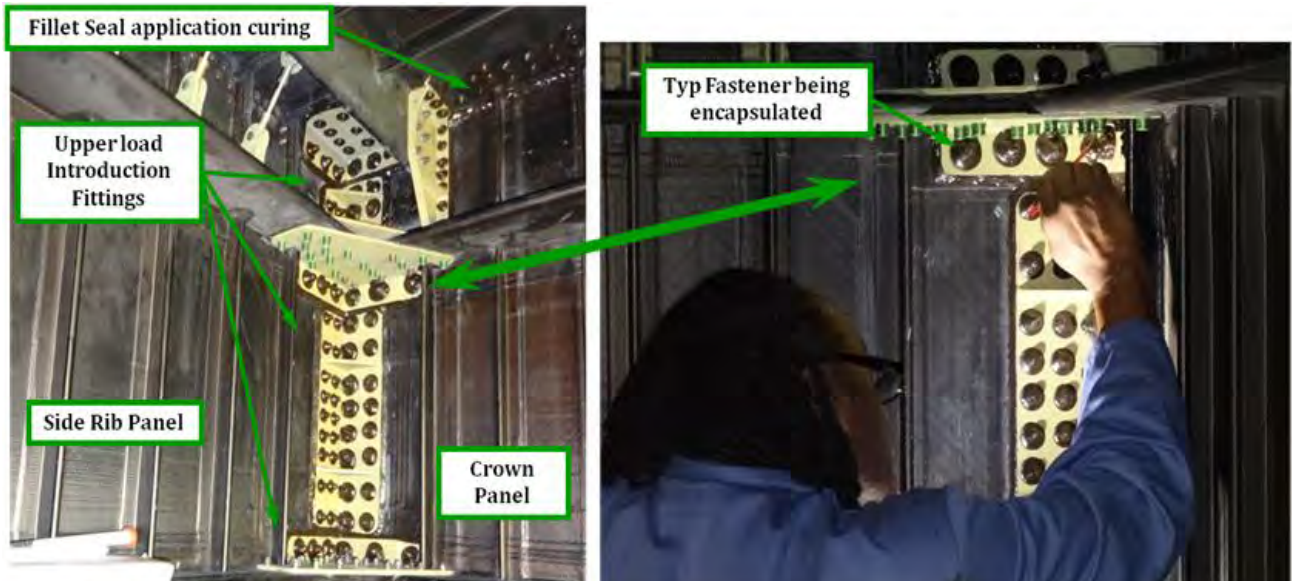 Fillet Seal application curing
Upper load
Introduction
Fittings
Side Rib Panel
Crown
Panel
Typ Fastener being
encapsulated